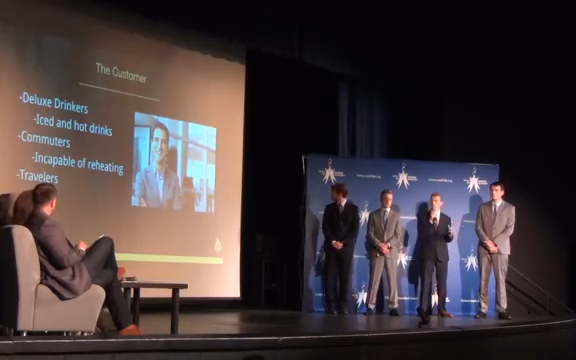 The Customer
-Deluxe Drinkers
-Iced and hot drinks
-Commuters
-Incapable of reheating
-Travelers